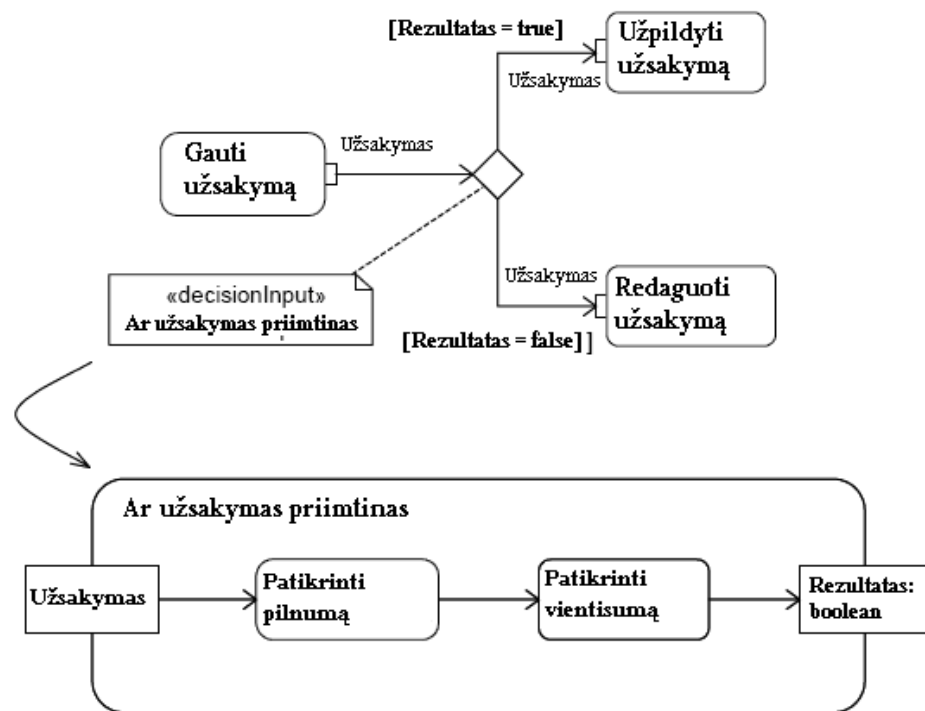 [Rezultatas = true]
Užpildyti
užsakymą
Užsakymas
Užsakymas
Gauti
užsakymą
Užsakymas
Redaguoti
užsakymą
«decisionInput»
Ar užsakymas priimtinas
[Rezultatas = false] ]
Ar užsakymas priimtinas
Užsakymas
Patikrinti
pilnumą
Patikrinti
vientisumą
Rezultatas:
boolean